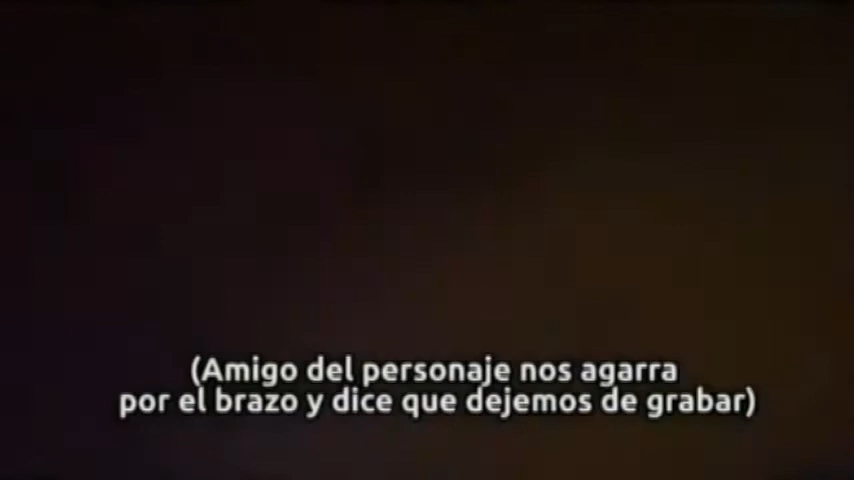 (Amigo del personaje nos agarra
por el brazo y dice que dejemos de grabar)